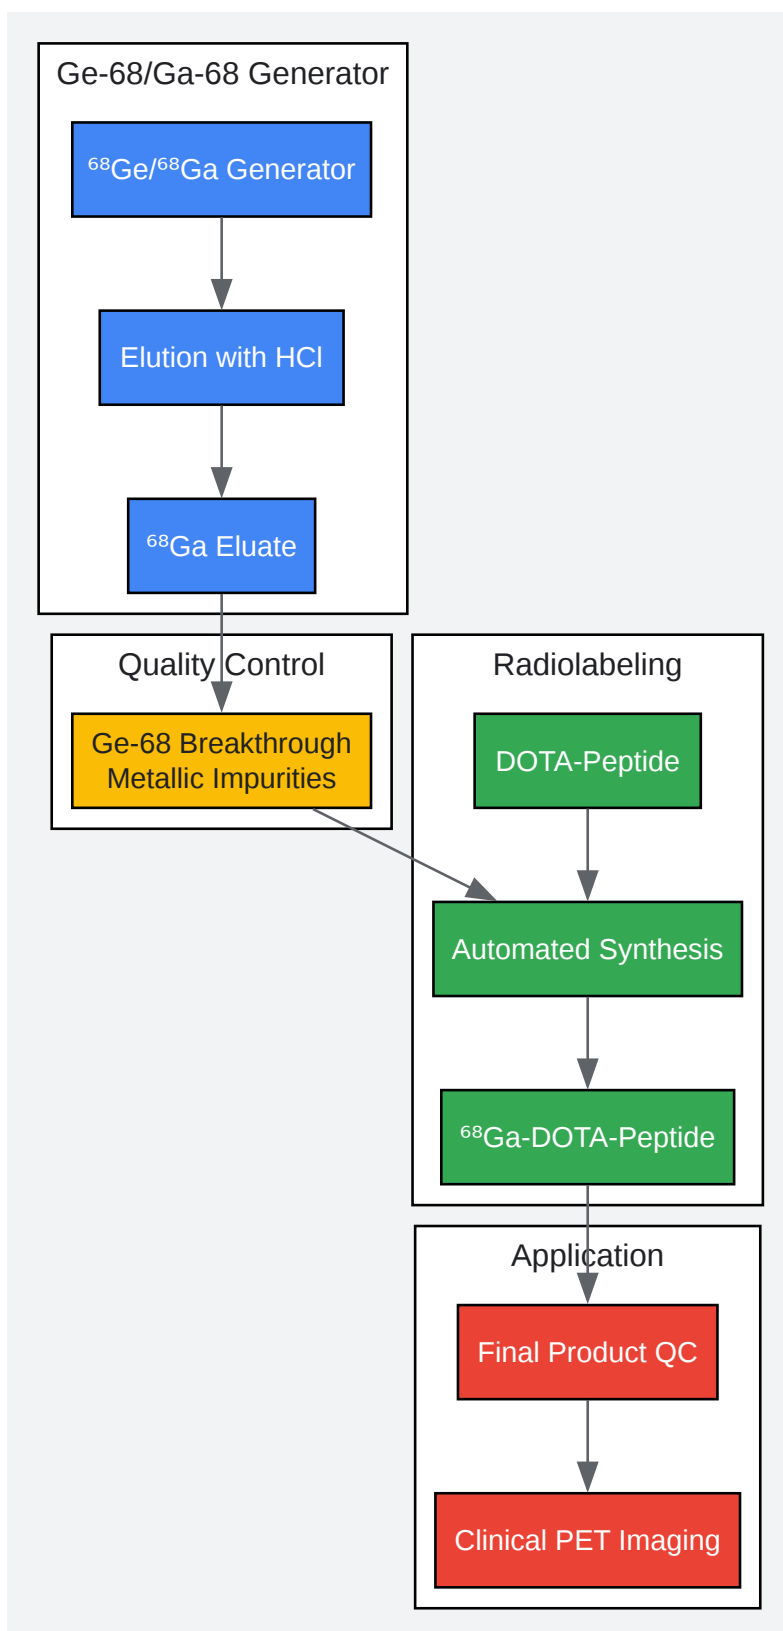 Ge-68/Ga-68 Generator
⁶⁸Ge/⁶⁸Ga Generator
Elution with HCl
⁶⁸Ga Eluate
Quality Control
Ge-68 Breakthrough
Metallic Impurities
Radiolabeling
DOTA-Peptide
Automated Synthesis
⁶⁸Ga-DOTA-Peptide
Application
Final Product QC
Clinical PET Imaging